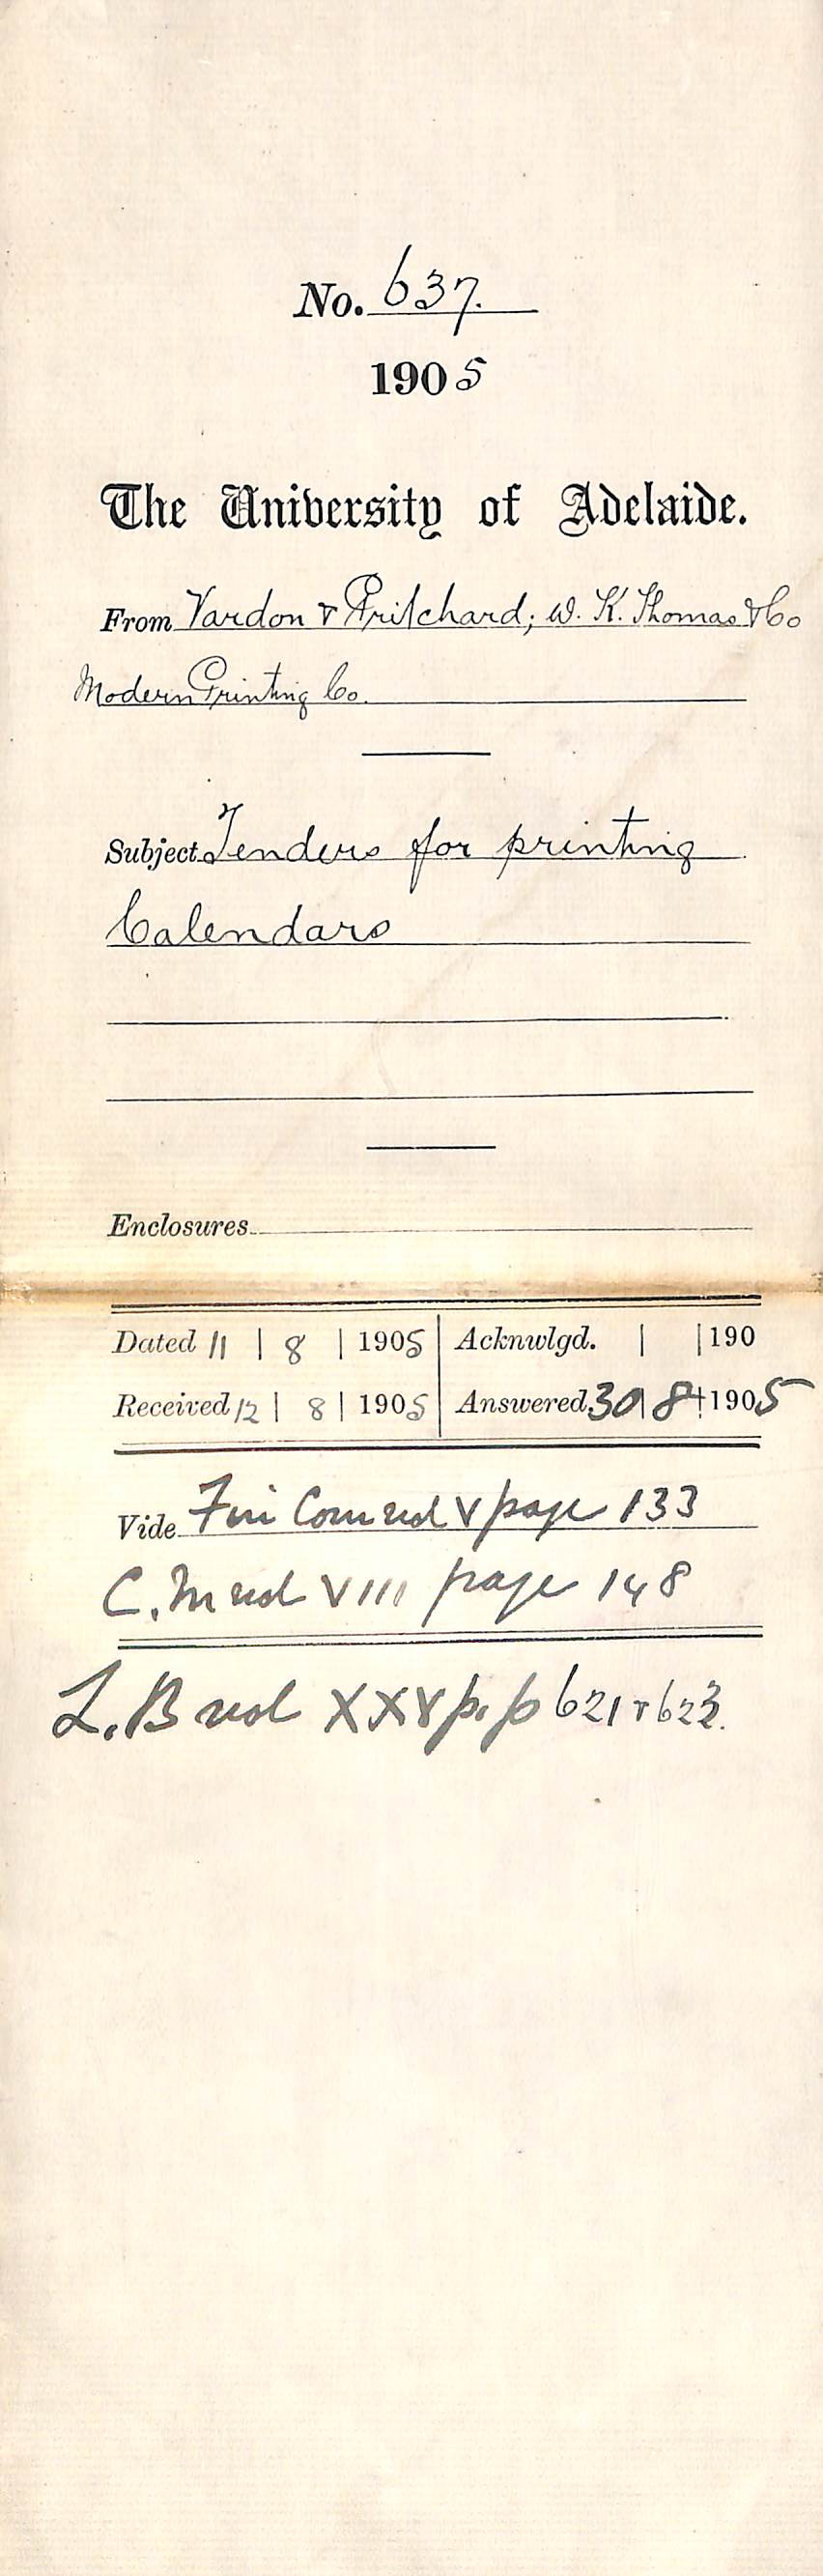 No. 637.
1905
The University of Adelaide.
From Vardon & Pritchard; W. K. Thomas & Co
Modern Printing Co.
Subject Tenders for printing
Calendars
Enclosures
Dated 11 | 8 | 1905 Acknwlgd. | | 190
Received 12 | 8 | 1905 Answered 30 | 8 | 1905
Vide Fin Com vol V page 133
C.M vol VIII page 148
L.B vol XXV p.p 621 & 623.